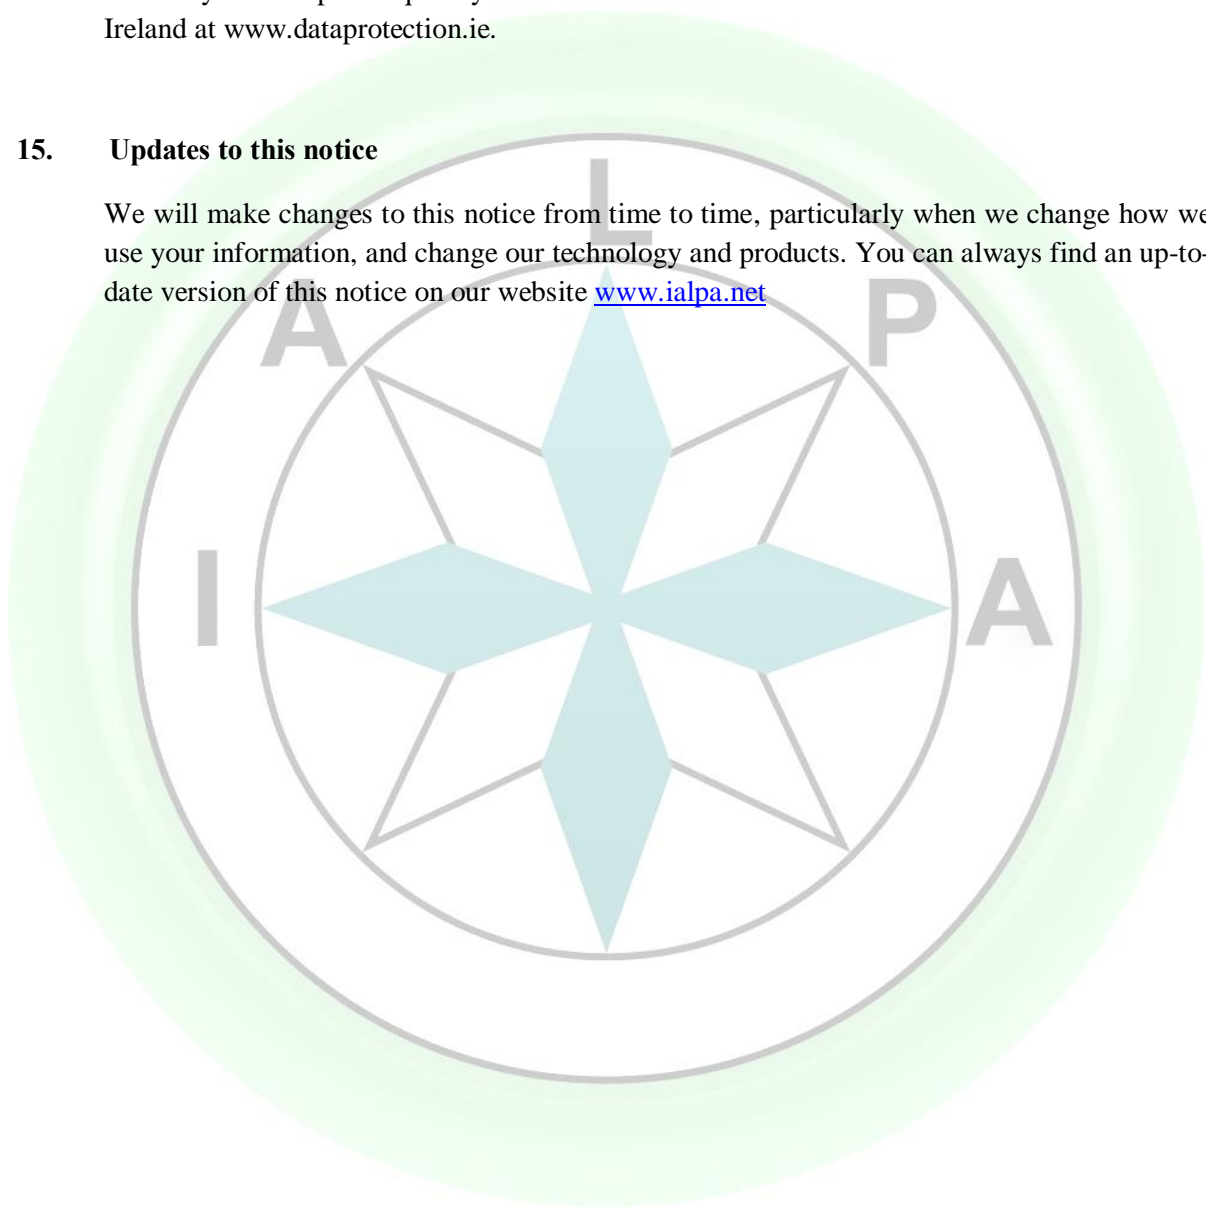 Ireland at www.dataprotection.ie.
15. Updates to this notice
We will make changes to this notice from time to time, particularly when we change how we
use your information, and change our technology and products. You can always find an up-to-
date version of this notice on our website www.ialpa.net
I A L P A